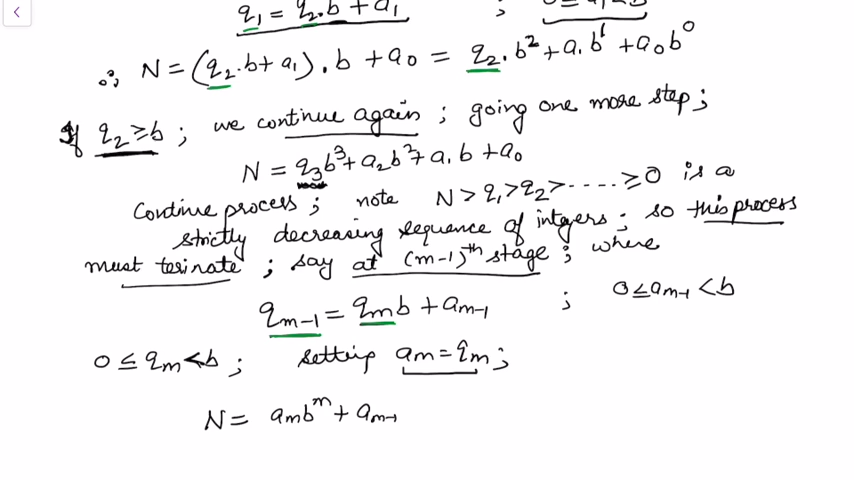 q₁ = q₂.b + a₁ ; 0 ≤ a₁ < b
∴ N = (q₂.b + a₁).b + a₀ = q₂.b² + a₁b¹ + a₀b⁰
If q₂ ≥ b ; we continue again ; going one more step ;
N = q₃b³ + a₂b² + a₁b + a₀
Continue process ; note N > q₁ > q₂ > ..... ≥ 0 is a
strictly decreasing sequence of integers ; so this process
must terinate ; say at (m-1)ᵗʰ stage ; where
qₘ₋₁ = qₘb + aₘ₋₁ ; 0 ≤ aₘ₋₁ < b
0 ≤ qₘ < b ; setting aₘ = qₘ ;
N = aₘbᵐ + aₘ₋₁